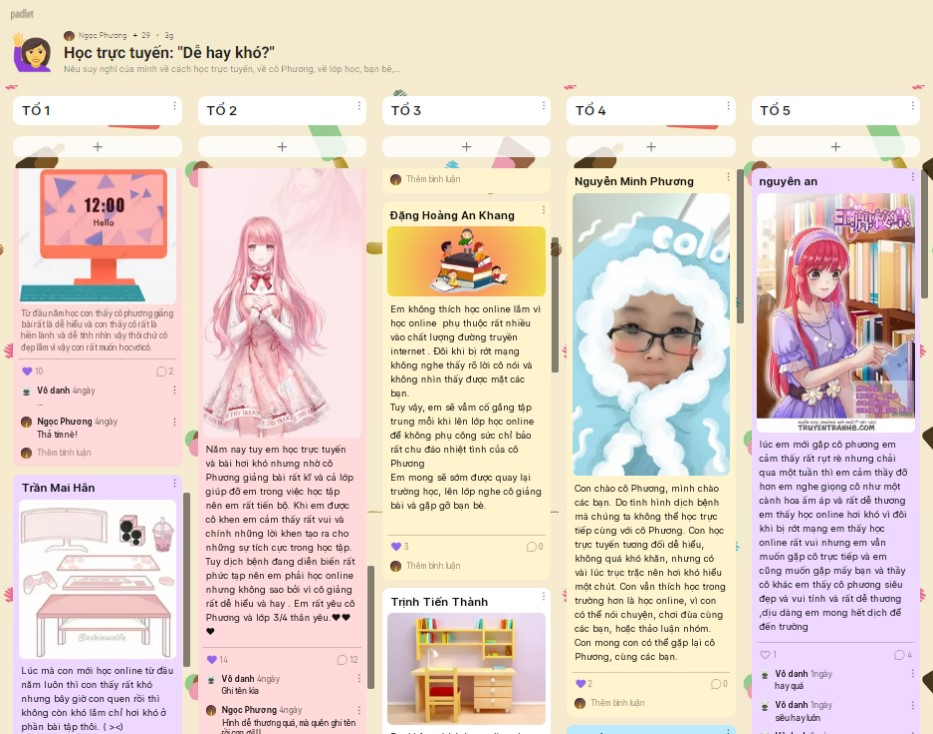 padlet
Ngọc Phương + 29 • 3g
Học trực tuyến: "Dễ hay khó?"
Nêu suy nghĩ của mình về cách học trực tuyến, về cô Phương, về lớp học, bạn bè,...
TỔ 1
12:00
Hello
Từ đầu năm học con thấy cô phương giảng
bài rất là dễ hiểu và con thấy cô rất là
hiền lành và dễ tính nhìn vậy thôi chứ cô
đẹp lắm vì vậy con rất muốn học với cô.
10
2
Vô danh 4ngày
...
Ngọc Phương 4ngày
Thả tim nè!
Thêm bình luận
Trần Mai Hân
@ashiewolfe
Lúc mà con mới học online từ đầu
năm luôn thì con thấy rất khó
nhưng bây giờ con quen rồi thì
không còn khó lắm chỉ hơi khó ở
phần bài tập thôi. ( ><)
TỔ 2
Năm nay tuy em học trực tuyến
và bài hơi khó nhưng nhờ cô
Phương giảng bài rất kĩ và cả lớp
giúp đỡ em trong việc học tập
nên em rất tiến bộ. Khi em được
cô khen em cảm thấy rất vui và
chính những lời khen tạo ra cho
những sự tích cực trong học tập.
Tuy dịch bệnh đang diễn biến rất
phức tạp nên em phải học online
nhưng không sao bởi vì cô giảng
rất dễ hiểu và hay . Em rất yêu cô
Phương và lớp 3/4 thân yêu.♥♥
♥
14
12
Vô danh 4ngày
Ghi tên kìa
Ngọc Phương 4ngày
Hình dễ thương quá, mà quên ghi tên
rồi con ơi!!!
TỔ 3
Thêm bình luận
Đặng Hoàng An Khang
Em không thích học online lắm vì
học online phụ thuộc rất nhiều
vào chất lượng đường truyền
internet . Đôi khi bị rớt mạng
không nghe thấy rõ lời cô nói và
không nhìn thấy được mặt các
bạn.
Tuy vậy, em sẽ vẫn cố gắng tập
trung mỗi khi lên lớp học online
để không phụ công sức chỉ bảo
rất chu đáo nhiệt tình của cô
Phương
Em mong sẽ sớm được quay lại
trường học, lên lớp nghe cô giảng
bài và gặp gỡ bạn bè.
3
0
Thêm bình luận
Trịnh Tiến Thành
TỔ 4
Nguyễn Minh Phương
cold
Con chào cô Phương, mình chào
các bạn. Do tình hình dịch bệnh
mà chúng ta không thể học trực
tiếp cùng với cô Phương. Con học
trực tuyến tương đối dễ hiểu,
không quá khó khăn, nhưng có
vài lúc trục trặc nên hơi khó hiểu
một chút. Con vẫn thích học trong
trường hơn là học online, vì con
có thể nói chuyện, chơi đùa cùng
các bạn, hoặc thảo luận nhóm.
Con mong con có thể gặp lại cô
Phương, cùng các bạn.
2
0
Thêm bình luận
TỔ 5
nguyên an
TRUYENTRANH8.COM
lúc em mới gặp cô phương em
cảm thấy rất rụt rè nhưng chải
qua một tuần thì em cảm thầy đỡ
hơn em nghe giọng cô như một
cành hoa ấm áp và rất dễ thương
em thấy học online hơi khó vì đôi
khi bị rớt mạng em thấy học
online rất vui nhưng em vẫn
muốn gặp cô trực tiếp và em
cũng muốn gặp mấy bạn và thầy
cô khác em thấy cô phương siêu
đẹp và vui tính và rất dễ thương
,dịu dàng em mong hết dịch để
đến trường
1
4
Vô danh 1ngày
hay quá
Vô danh 1ngày
siêu hay luôn
Vô danh 1ngày